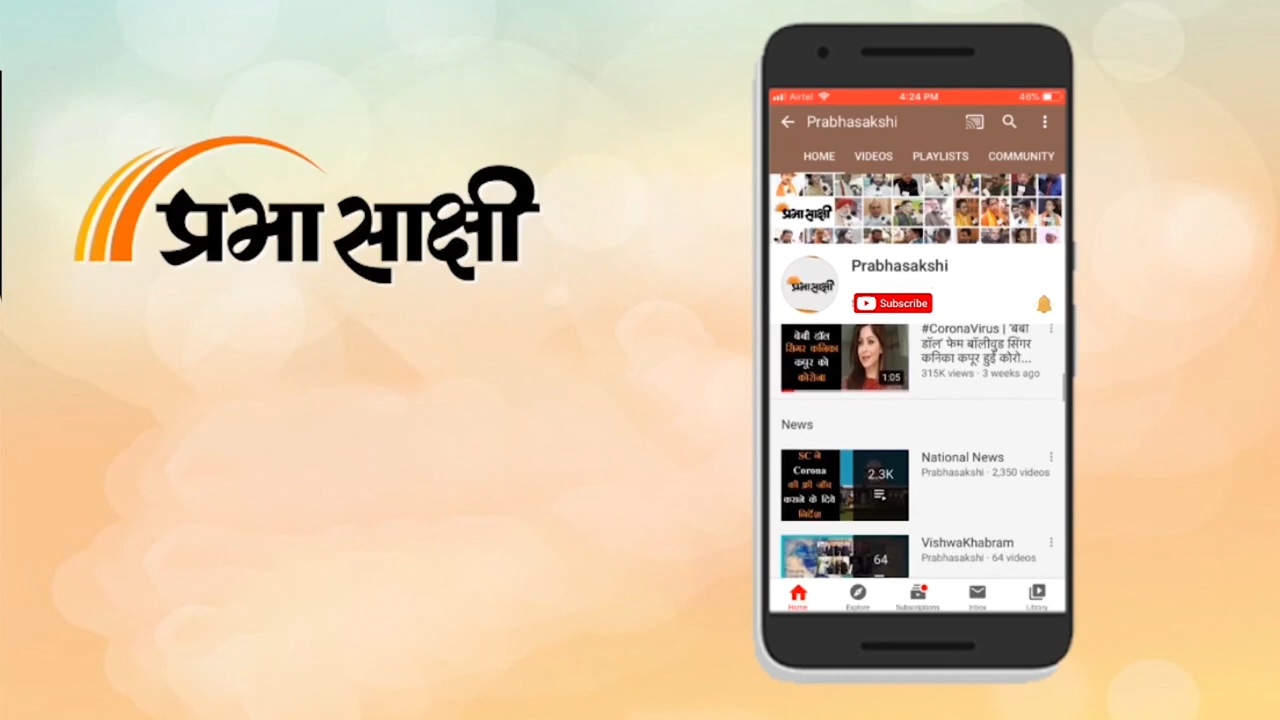 प्रभा साक्षी
Airtel 4:24 PM 46%
Prabhasakshi
HOME VIDEOS PLAYLISTS COMMUNITY
प्रभा साक्षी
Prabhasakshi
प्रभा साक्षी
Subscribe
बेबी डॉल
सिंगर कनिका
कपूर को
कोरोना
1:05
#CoronaVirus | 'बेबी
डॉल' फेम बॉलीवुड सिंगर
कनिका कपूर हुईं कोरो...
315K views · 3 weeks ago
News
SC ने
Corona
की फ्री जाँच
कराने के दिये
निर्देश
2.3K
National News
Prabhasakshi · 2,350 videos
64
VishwaKhabram
Prabhasakshi · 64 videos
Home Explore Subscriptions Inbox Library